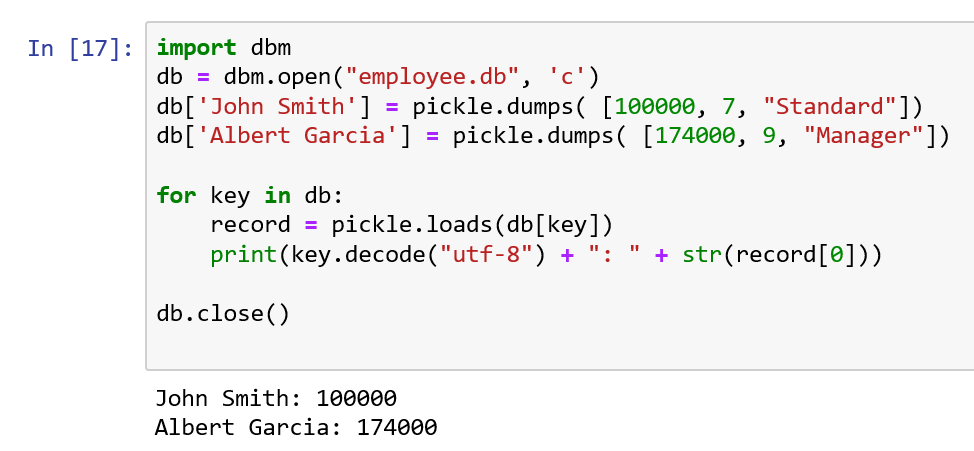 In [17]:
import dbm
db = dbm.open("employee.db", 'c')
db['John Smith'] = pickle.dumps( [100000, 7, "Standard"])
db['Albert Garcia'] = pickle.dumps( [174000, 9, "Manager"])
for key in db:
    record = pickle.loads(db[key])
    print(key.decode("utf-8") + ": " + str(record[0]))
db.close()
John Smith: 100000
Albert Garcia: 174000